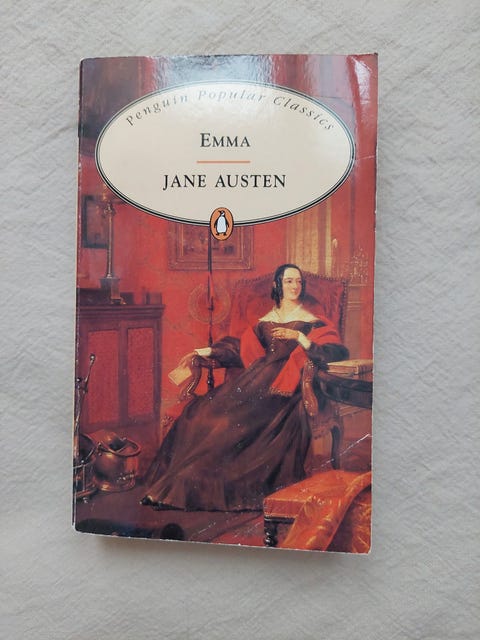 Penguin Popular Classics
EMMA
JANE AUSTEN